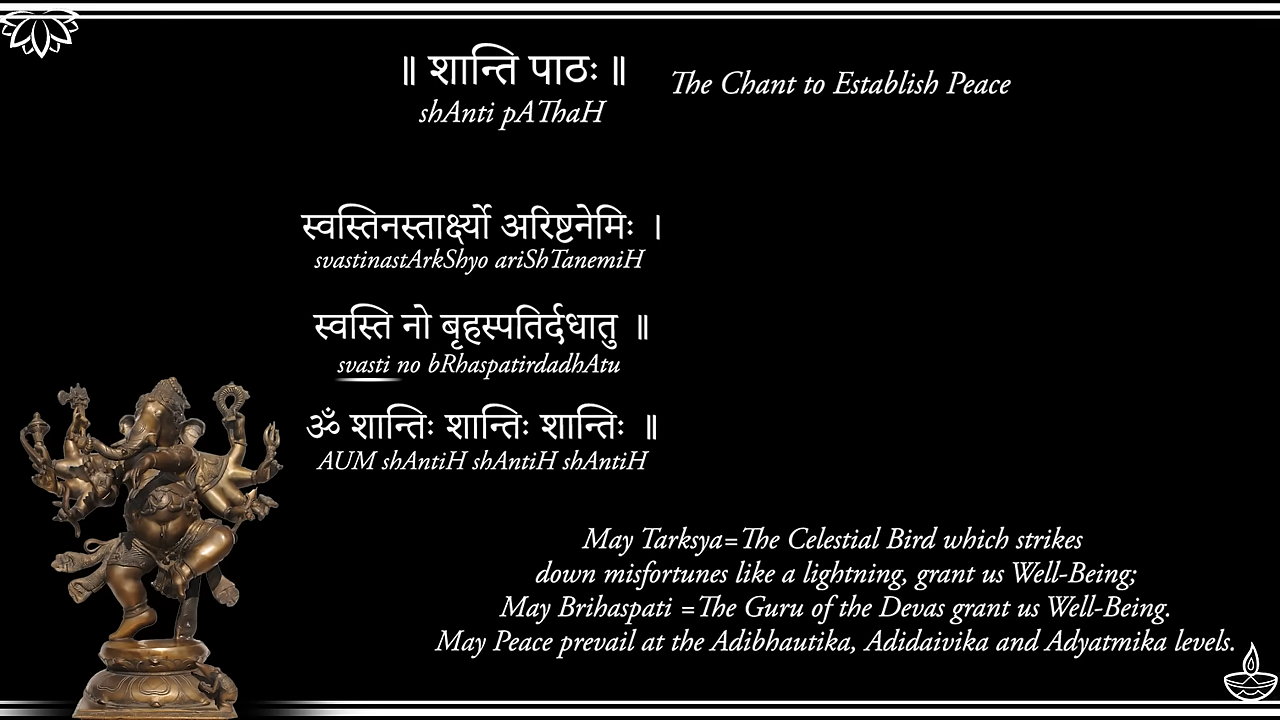 ॥ शान्ति पाठः ॥
shAnti pAThaH
The Chant to Establish Peace
स्वस्तिनस्तार्क्ष्यो अरिष्टनेमिः ।
svastinastArkShyo ariShTanemiH
स्वस्ति नो बृहस्पतिर्दधातु ॥
svasti no bRhaspatirdadhAtu
ॐ शान्तिः शान्तिः शान्तिः ॥
AUM shAntiH shAntiH shAntiH
May Tarksya=The Celestial Bird which strikes
down misfortunes like a lightning, grant us Well-Being;
May Brihaspati =The Guru of the Devas grant us Well-Being.
May Peace prevail at the Adibhautika, Adidaivika and Adyatmika levels.